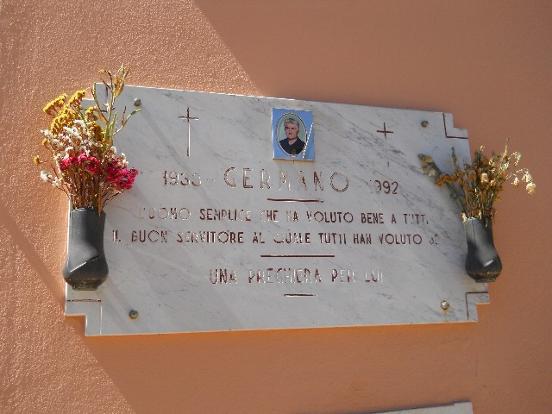 GERMANO 1992
L'UOMO SEMPLICE CHE HA VOLUTO BENE A TUTTI
IL BUON SERVITORE AL QUALE TUTTI HAN VOLUTO
UNA PREGHIERA PER LUI